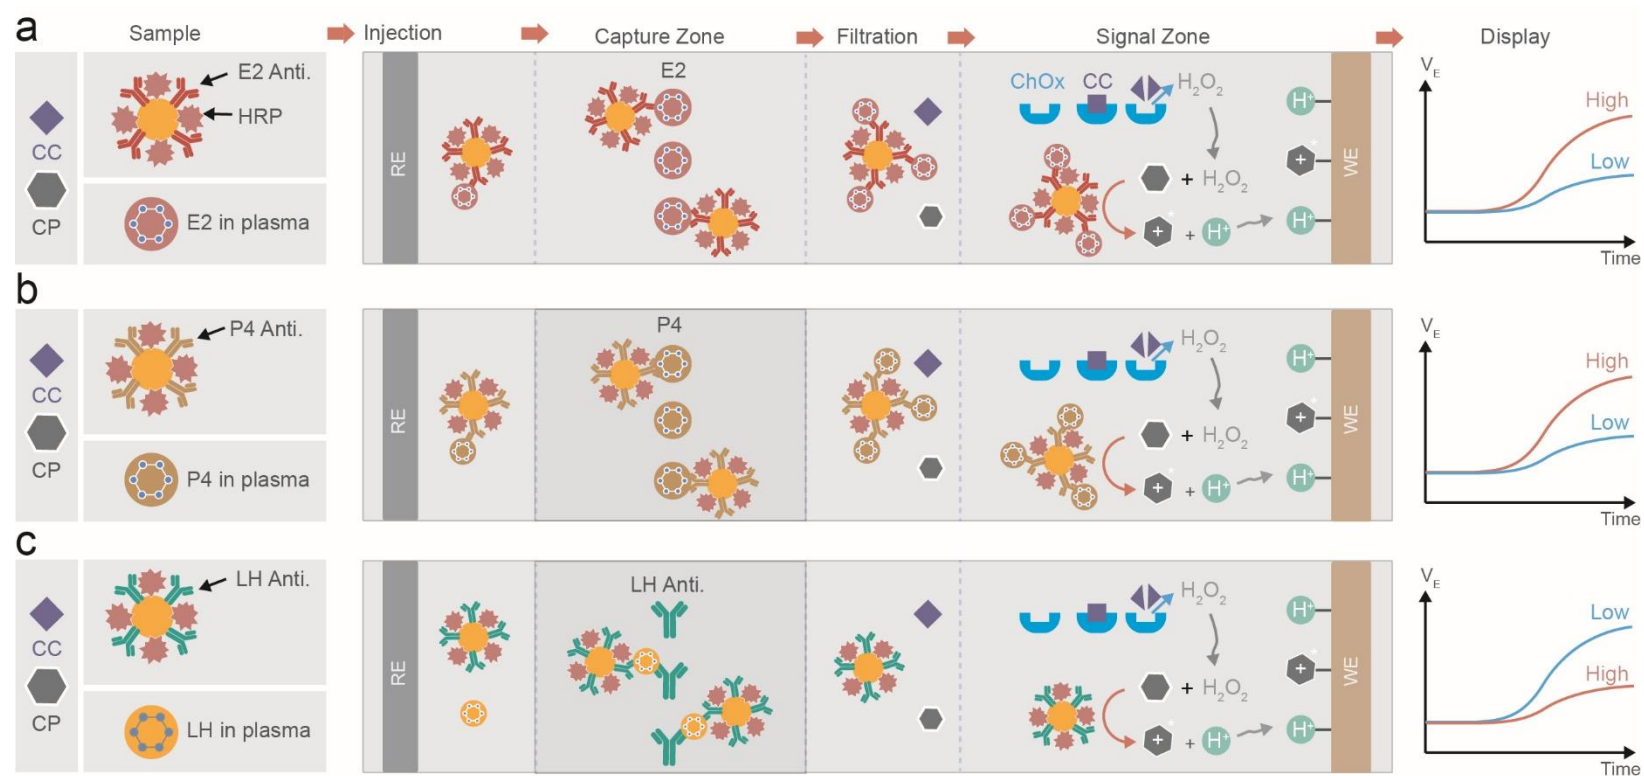 a
Sample
Injection
Capture Zone
Filtration
Signal Zone
Display
CC
CP
E2 Anti.
HRP
E2 in plasma
RE
E2
ChOx
CC
H₂O₂
+ H₂O₂
+
+ H⁺
H⁺
+
H⁺
WE
V_E
High
Low
Time
b
CC
CP
P4 Anti.
P4 in plasma
RE
P4
H₂O₂
+ H₂O₂
+
+ H⁺
H⁺
+
H⁺
WE
V_E
High
Low
Time
c
CC
CP
LH Anti.
LH in plasma
RE
LH Anti.
H₂O₂
+ H₂O₂
+
+ H⁺
H⁺
+
H⁺
WE
V_E
Low
High
Time